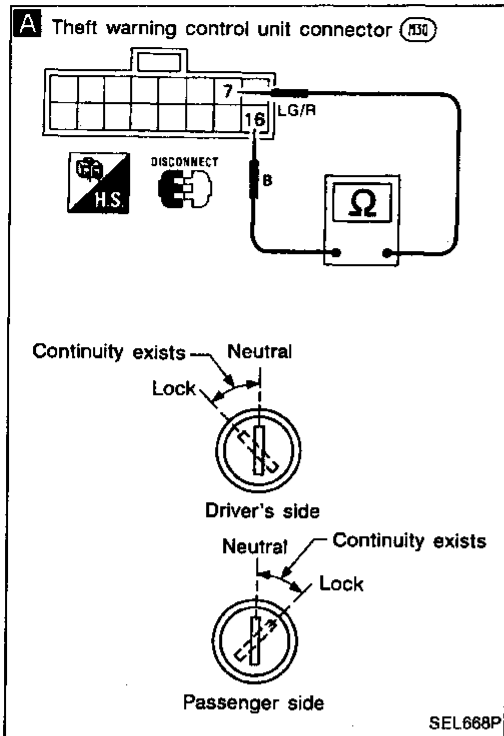 A Theft warning control unit connector M30
7
LG/R
16
DISCONNECT
H.S.
B
Ω
Continuity exists
Neutral
Lock
Driver's side
Neutral
Continuity exists
Lock
Passenger side
SEL668P